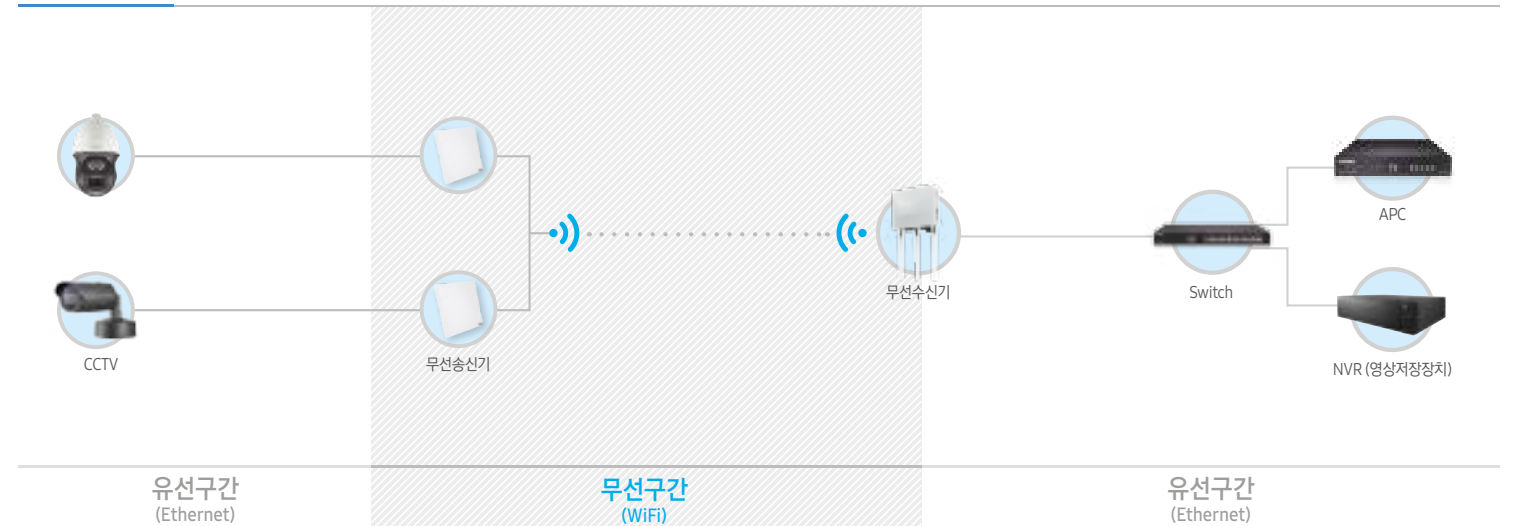 APC
무선수신기
Switch
CCTV
무선송신기
NVR (영상저장장치)
유선구간
(Ethernet)
무선구간
(WiFi)
유선구간
(Ethernet)